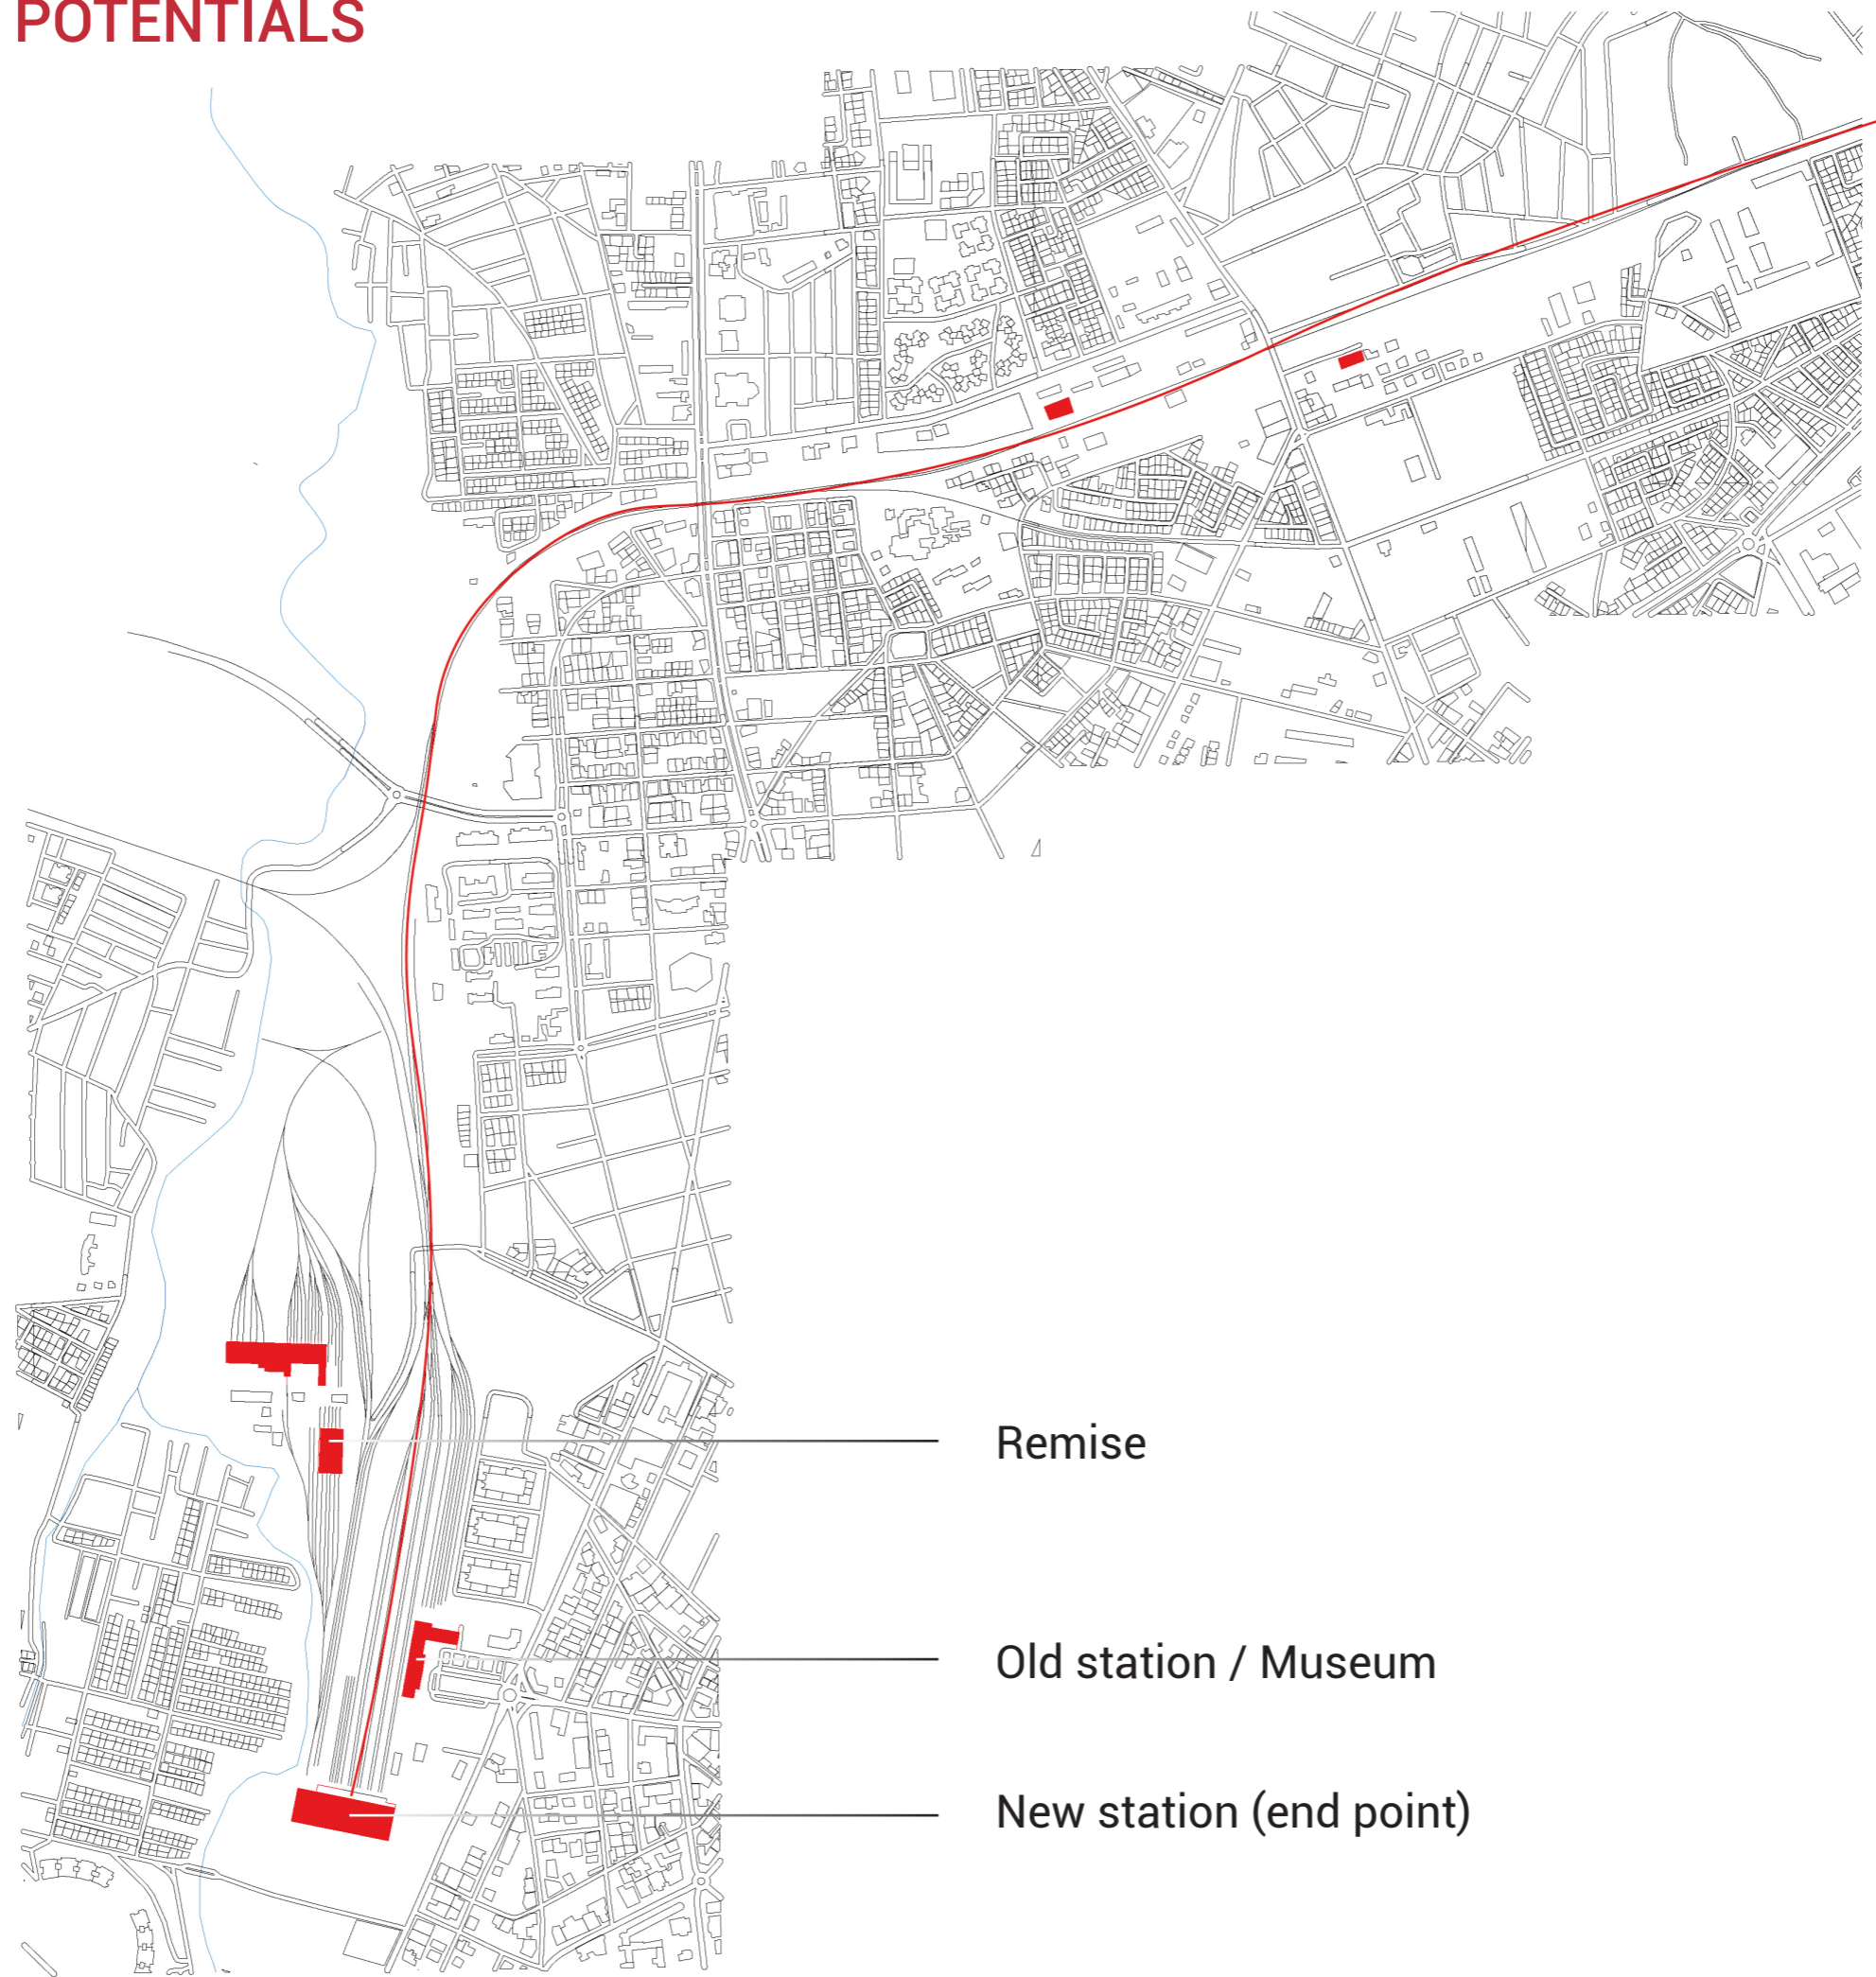 POTENTIALS
Remise
Old station / Museum
New station (end point)